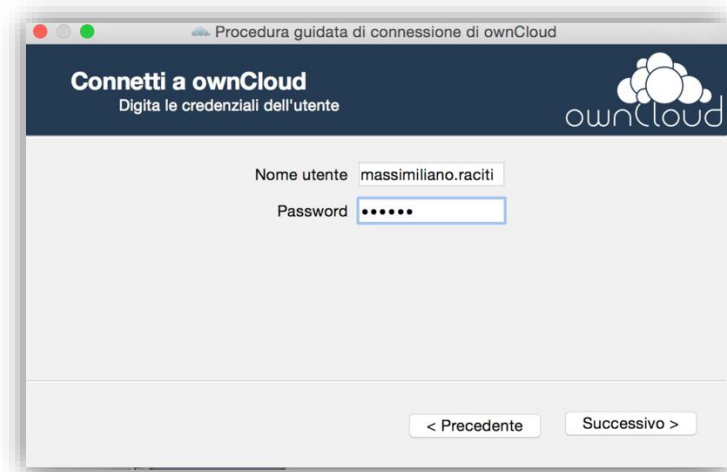 Procedura guidata di connessione di ownCloud
Connetti a ownCloud
Digita le credenziali dell'utente
ownCloud
Nome utente massimiliano.raciti
Password ••••••
< Precedente Successivo >